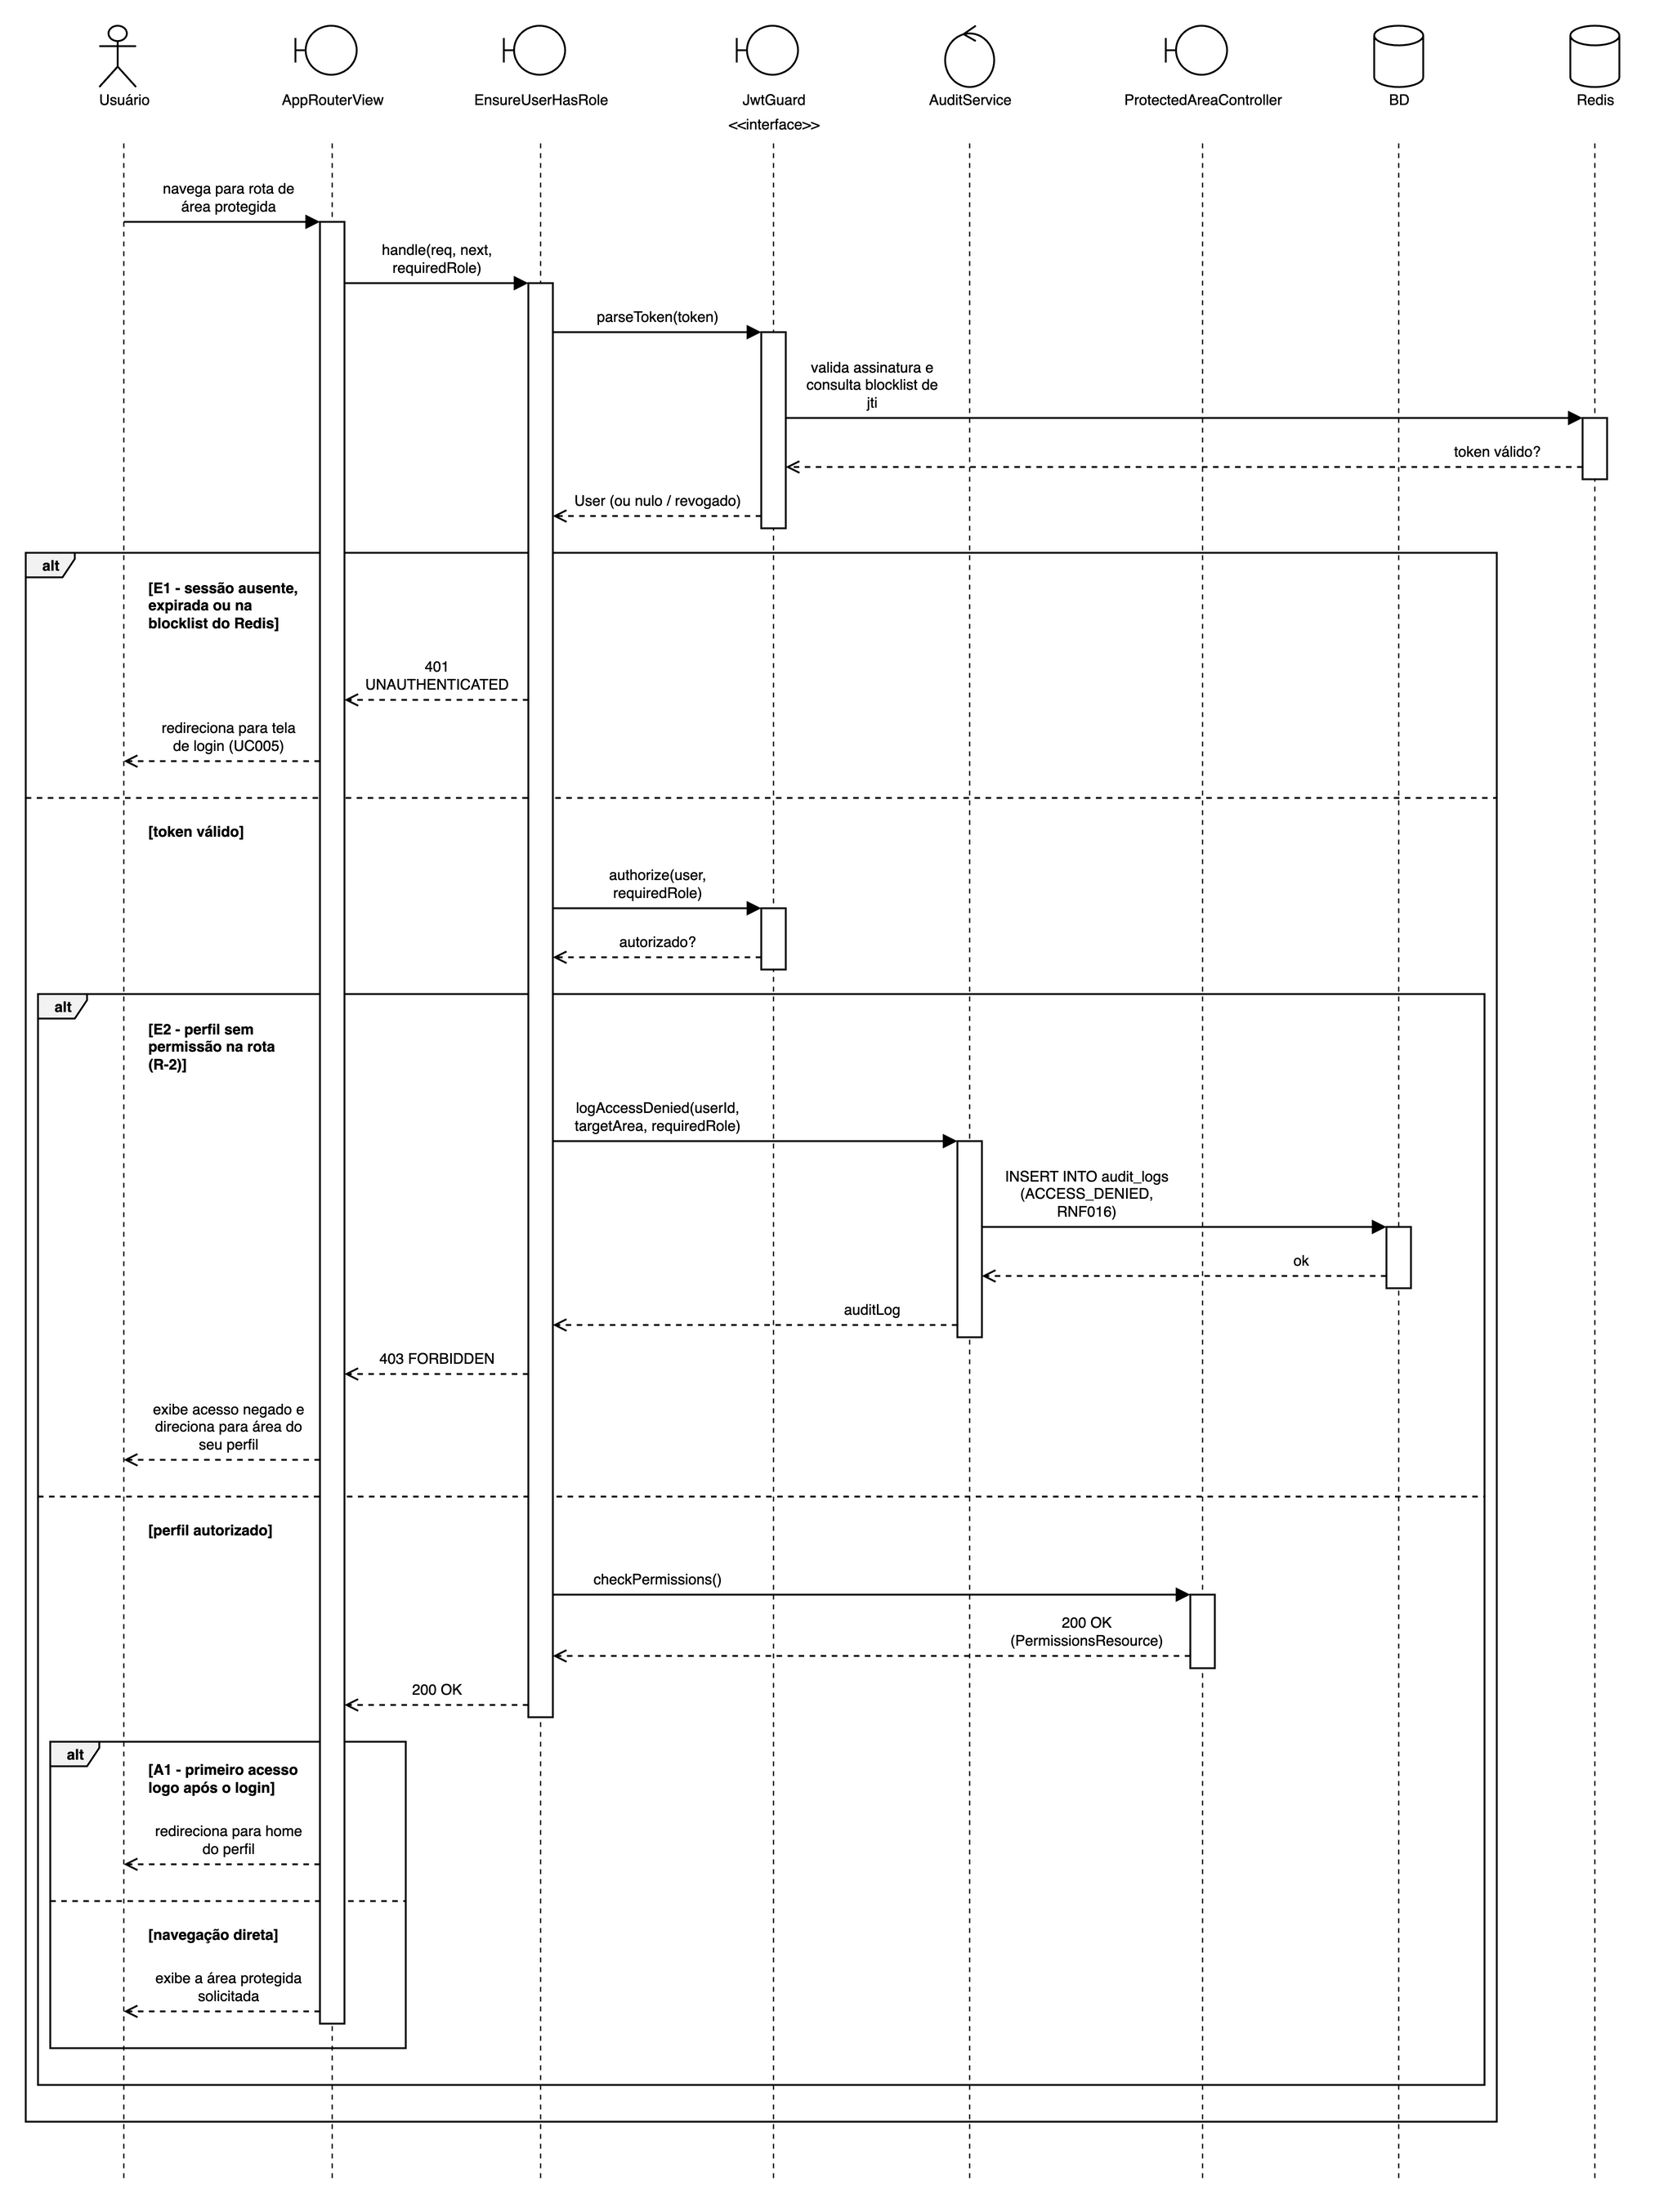 Usuário
AppRouterView
EnsureUserHasRole
JwtGuard
<<interface>>
AuditService
ProtectedAreaController
BD
Redis
navega para rota de
área protegida
handle(req, next,
requiredRole)
parseToken(token)
valida assinatura e
consulta blocklist de
jti
token válido?
User (ou nulo / revogado)
alt
[E1 - sessão ausente,
expirada ou na
blocklist do Redis]
401
UNAUTHENTICATED
redireciona para tela
de login (UC005)
[token válido]
authorize(user,
requiredRole)
autorizado?
alt
[E2 - perfil sem
permissão na rota
(R-2)]
logAccessDenied(userId,
targetArea, requiredRole)
INSERT INTO audit_logs
(ACCESS_DENIED,
RNF016)
ok
auditLog
403 FORBIDDEN
exibe acesso negado e
direciona para área do
seu perfil
[perfil autorizado]
checkPermissions()
200 OK
(PermissionsResource)
200 OK
alt
[A1 - primeiro acesso
logo após o login]
redireciona para home
do perfil
[navegação direta]
exibe a área protegida
solicitada